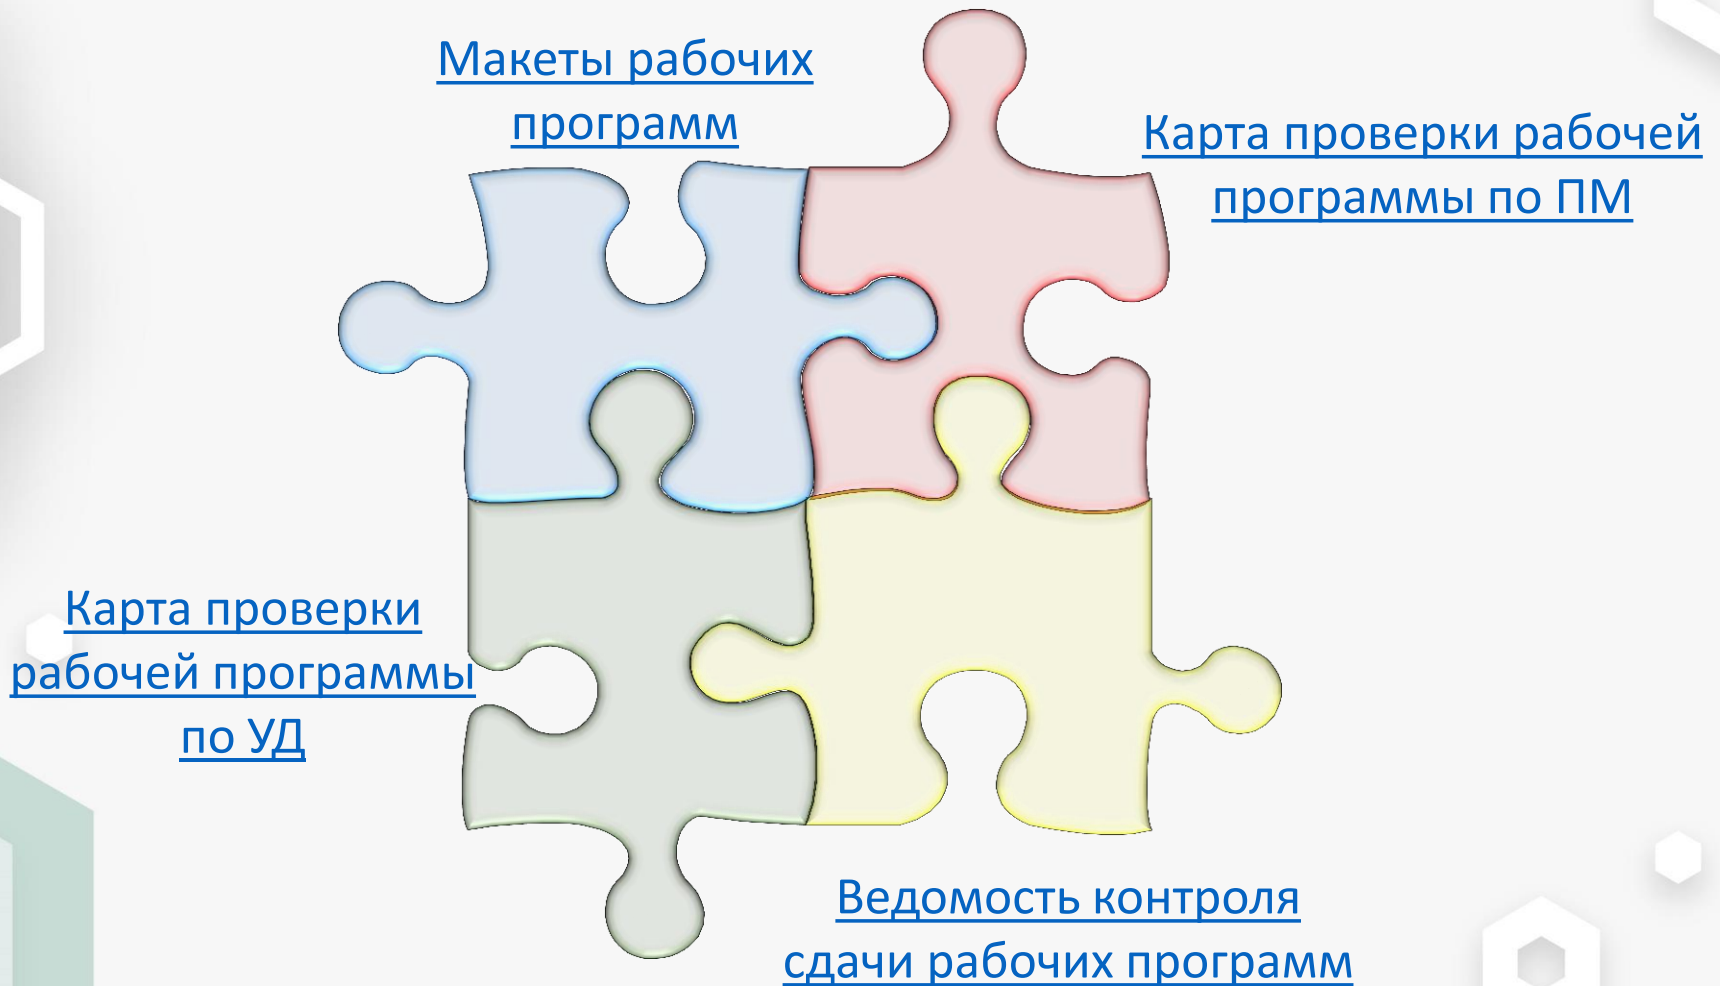 Макеты рабочих
программ
Карта проверки рабочей
программы по ПМ
Карта проверки
рабочей программы
по УД
Ведомость контроля
сдачи рабочих программ